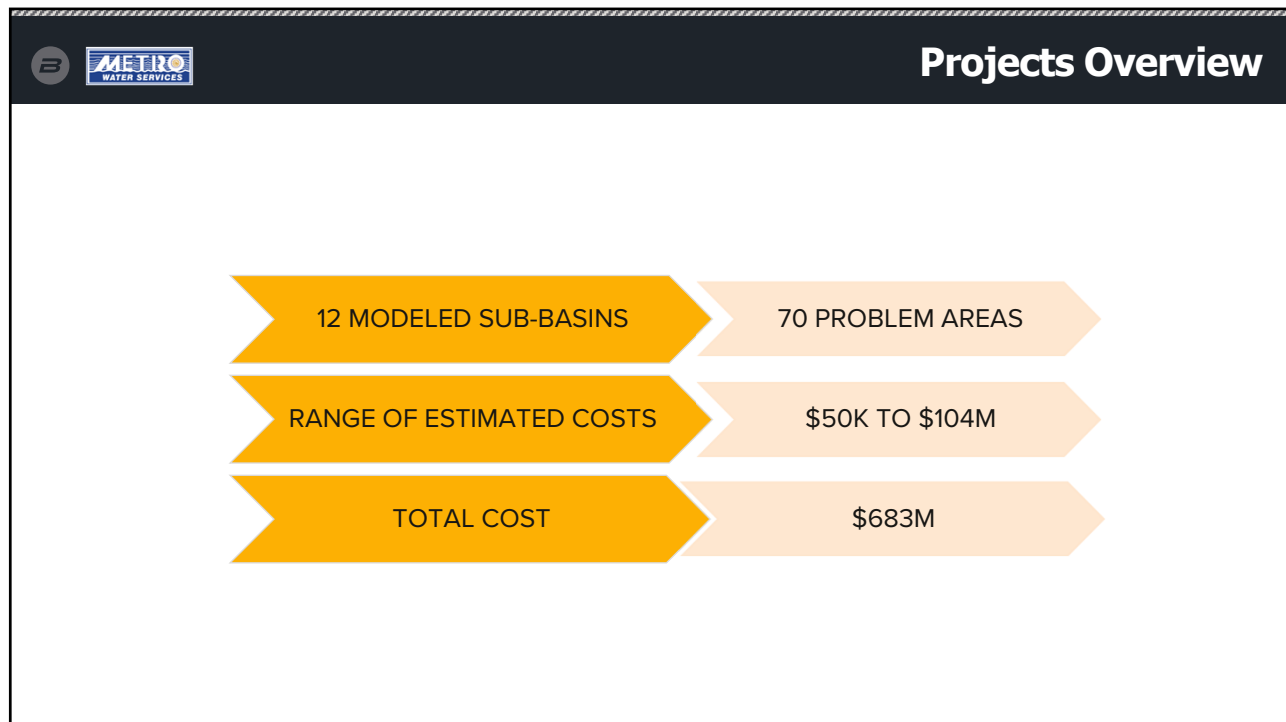 B
METRO
WATER SERVICES
Projects Overview
12 MODELED SUB-BASINS
70 PROBLEM AREAS
RANGE OF ESTIMATED COSTS
$50K TO $104M
TOTAL COST
$683M